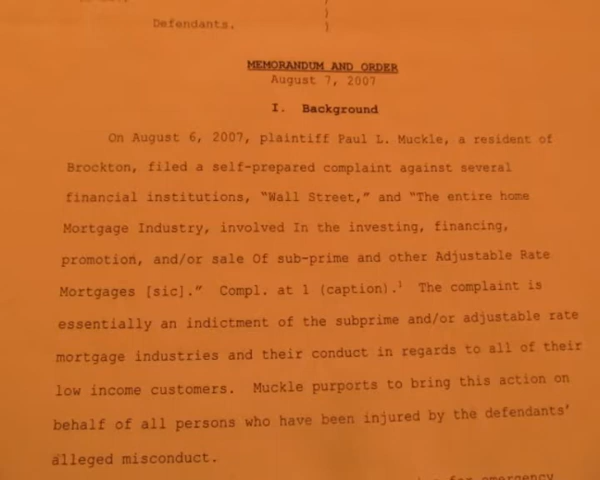 )
)
Defendants. )
MEMORANDUM AND ORDER
August 7, 2007
I. Background
On August 6, 2007, plaintiff Paul L. Muckle, a resident of
Brockton, filed a self-prepared complaint against several
financial institutions, “Wall Street,” and “The entire home
Mortgage Industry, involved In the investing, financing,
promotion, and/or sale Of sub-prime and other Adjustable Rate
Mortgages [sic].” Compl. at 1 (caption).¹ The complaint is
essentially an indictment of the subprime and/or adjustable rate
mortgage industries and their conduct in regards to all of their
low income customers. Muckle purports to bring this action on
behalf of all persons who have been injured by the defendants’
alleged misconduct.
for emergency